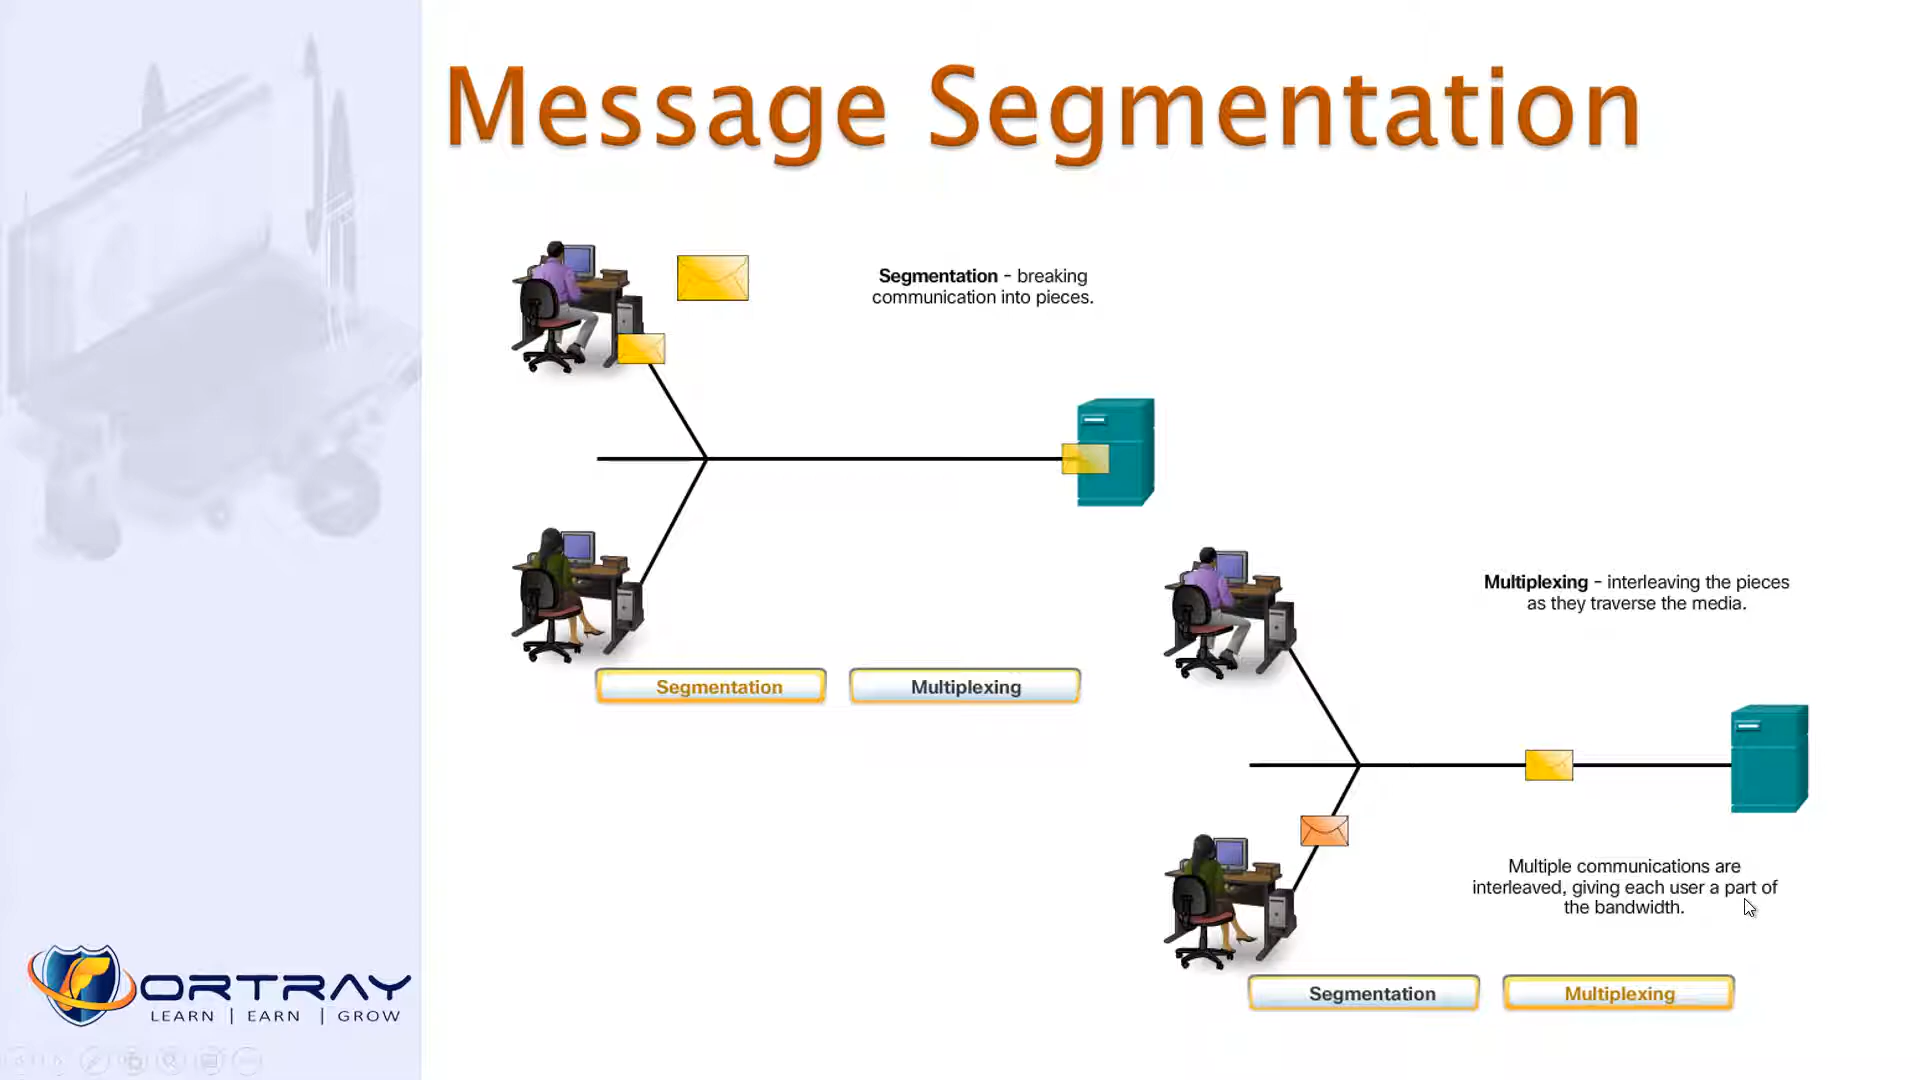 Message Segmentation
Segmentation - breaking
communication into pieces.
Segmentation
Multiplexing
Multiplexing - interleaving the pieces
as they traverse the media.
Multiple communications are
interleaved, giving each user a part of
the bandwidth.
Segmentation
Multiplexing
ORTRAY
LEARN | EARN | GROW